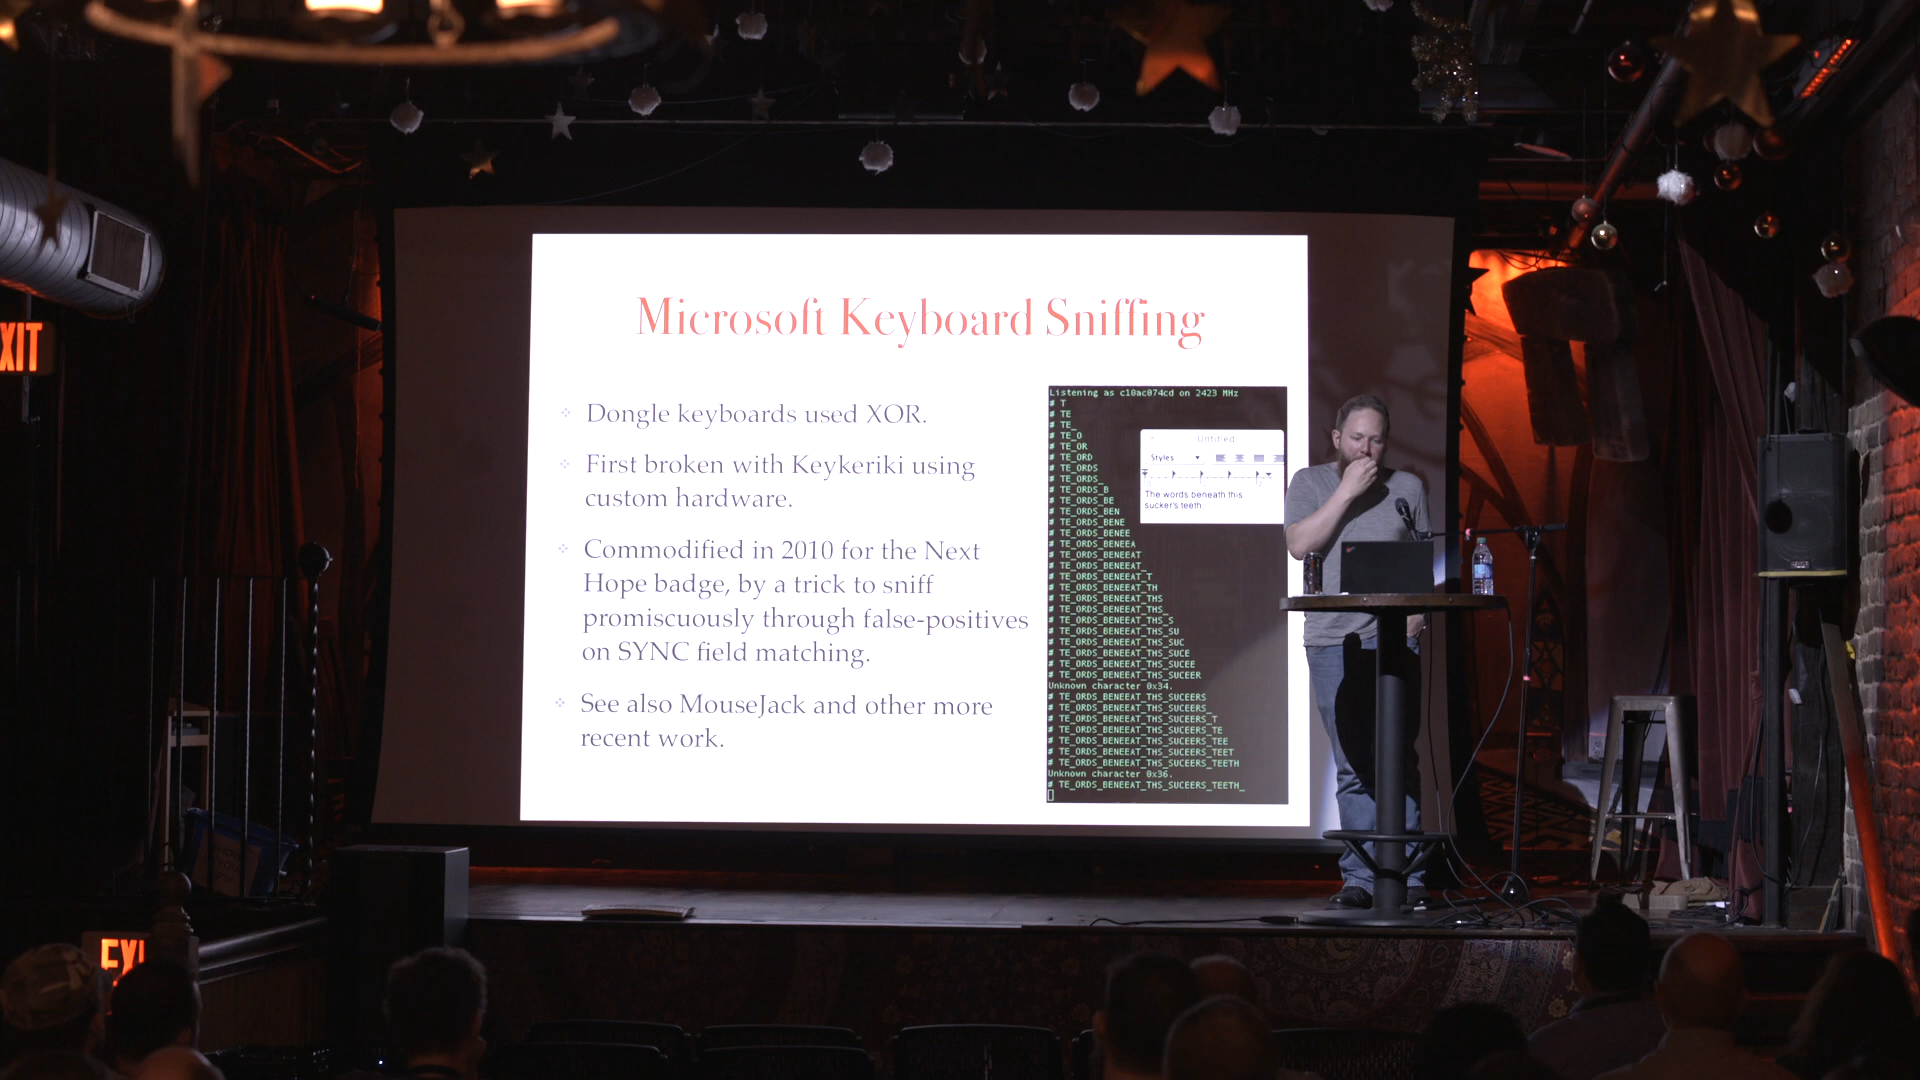 Microsoft Keyboard Sniffing
Dongle keyboards used XOR.
First broken with Keykeriki using
custom hardware.
Commodified in 2010 for the Next
Hope badge, by a trick to sniff
promiscuously through false-positives
on SYNC field matching.
See also MouseJack and other more
recent work.
Listening as c10ac074cd on 2423 MHz
# T
# TE
# TE_
# TE_O
# TE_OR
# TE_ORD
# TE_ORDS
# TE_ORDS_
# TE_ORDS_B
# TE_ORDS_BE
# TE_ORDS_BEN
# TE_ORDS_BENE
# TE_ORDS_BENEE
# TE_ORDS_BENEEA
# TE_ORDS_BENEEAT
# TE_ORDS_BENEEAT_
# TE_ORDS_BENEEAT_T
# TE_ORDS_BENEEAT_TH
# TE_ORDS_BENEEAT_THS
# TE_ORDS_BENEEAT_THS_
# TE_ORDS_BENEEAT_THS_S
# TE_ORDS_BENEEAT_THS_SU
# TE_ORDS_BENEEAT_THS_SUC
# TE_ORDS_BENEEAT_THS_SUCE
# TE_ORDS_BENEEAT_THS_SUCEE
# TE_ORDS_BENEEAT_THS_SUCEER
Unknown character 0x34.
# TE_ORDS_BENEEAT_THS_SUCEERS
# TE_ORDS_BENEEAT_THS_SUCEERS_
# TE_ORDS_BENEEAT_THS_SUCEERS_T
# TE_ORDS_BENEEAT_THS_SUCEERS_TE
# TE_ORDS_BENEEAT_THS_SUCEERS_TEE
# TE_ORDS_BENEEAT_THS_SUCEERS_TEET
# TE_ORDS_BENEEAT_THS_SUCEERS_TEETH
Unknown character 0x36.
# TE_ORDS_BENEEAT_THS_SUCEERS_TEETH_
Untitled
Styles
The words beneath this
sucker's teeth
XIT
EXI